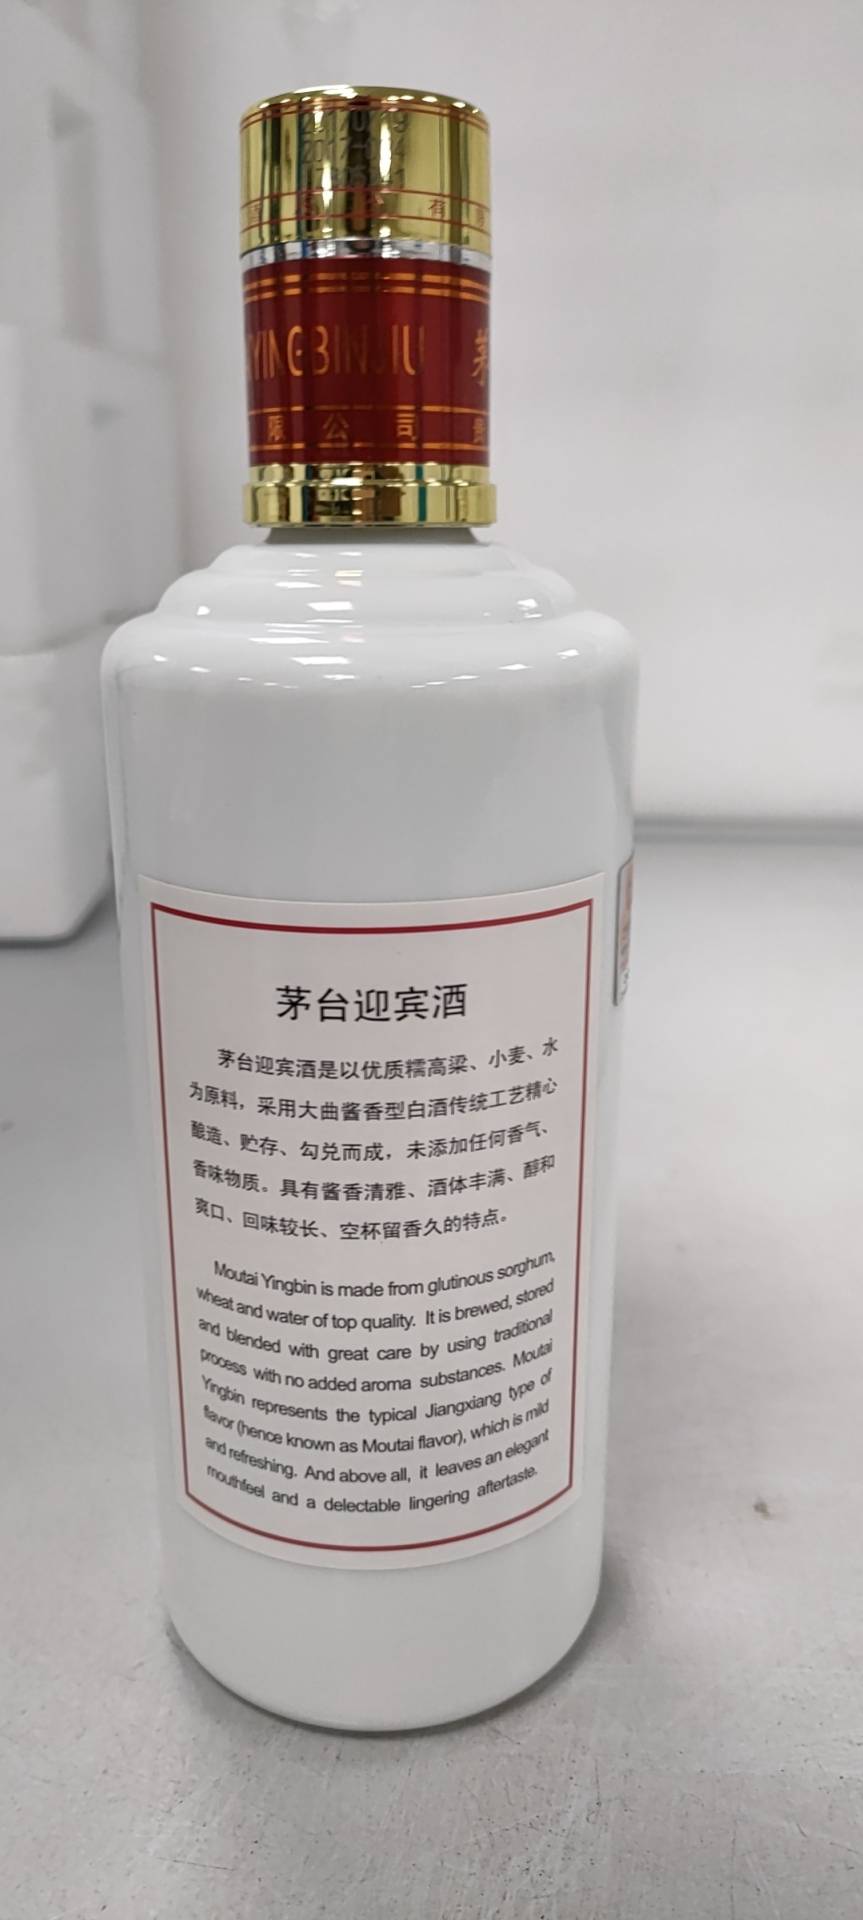 YINGBINJIU 茅
限公司 贵
茅台迎宾酒
茅台迎宾酒是以优质糯高粱、小麦、水
为原料，采用大曲酱香型白酒传统工艺精心
酿造、贮存、勾兑而成，未添加任何香气、
香味物质。具有酱香清雅、酒体丰满、醇和
爽口、回味较长、空杯留香久的特点。
Moutai Yingbin is made from glutinous sorghum,
wheat and water of top quality. It is brewed, stored
and blended with great care by using traditional
process with no added aroma substances. Moutai
Yingbin represents the typical Jiangxiang type of
flavor (hence known as Moutai flavor), which is mild
and refreshing. And above all, it leaves an elegant
mouthfeel and a delectable lingering aftertaste.